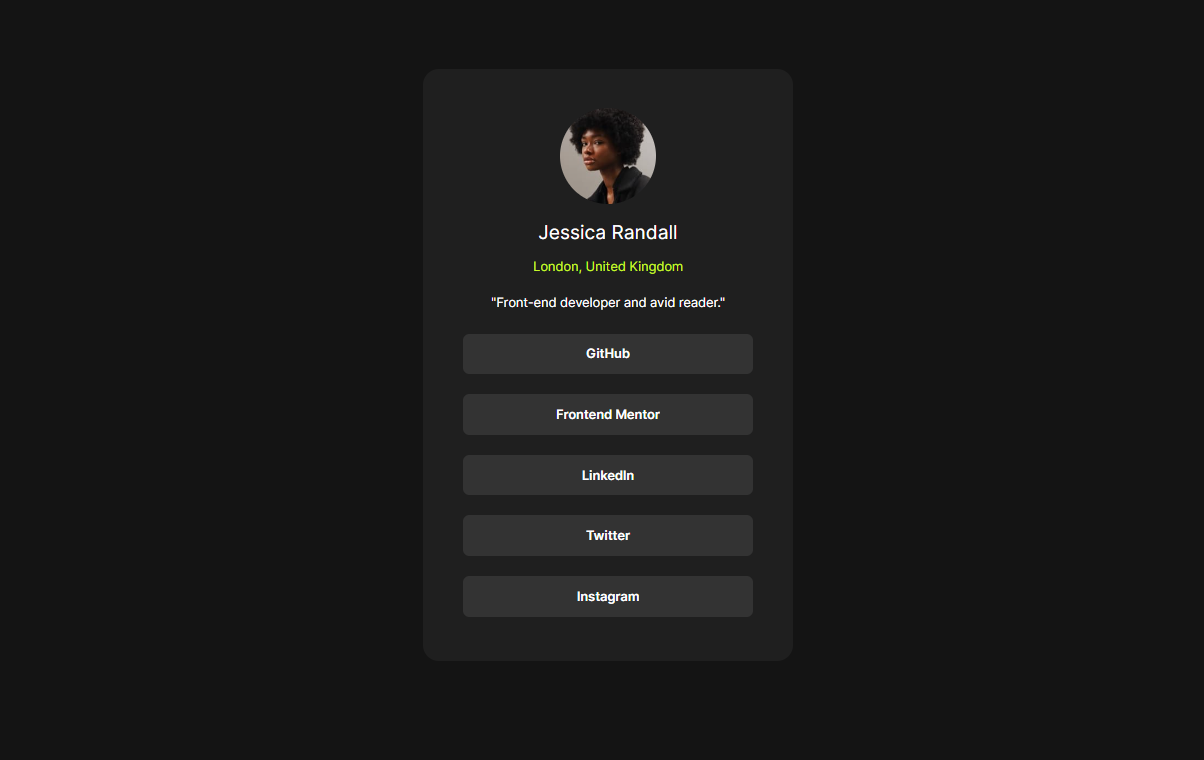 Jessica Randall
London, United Kingdom
"Front-end developer and avid reader."
GitHub
Frontend Mentor
LinkedIn
Twitter
Instagram